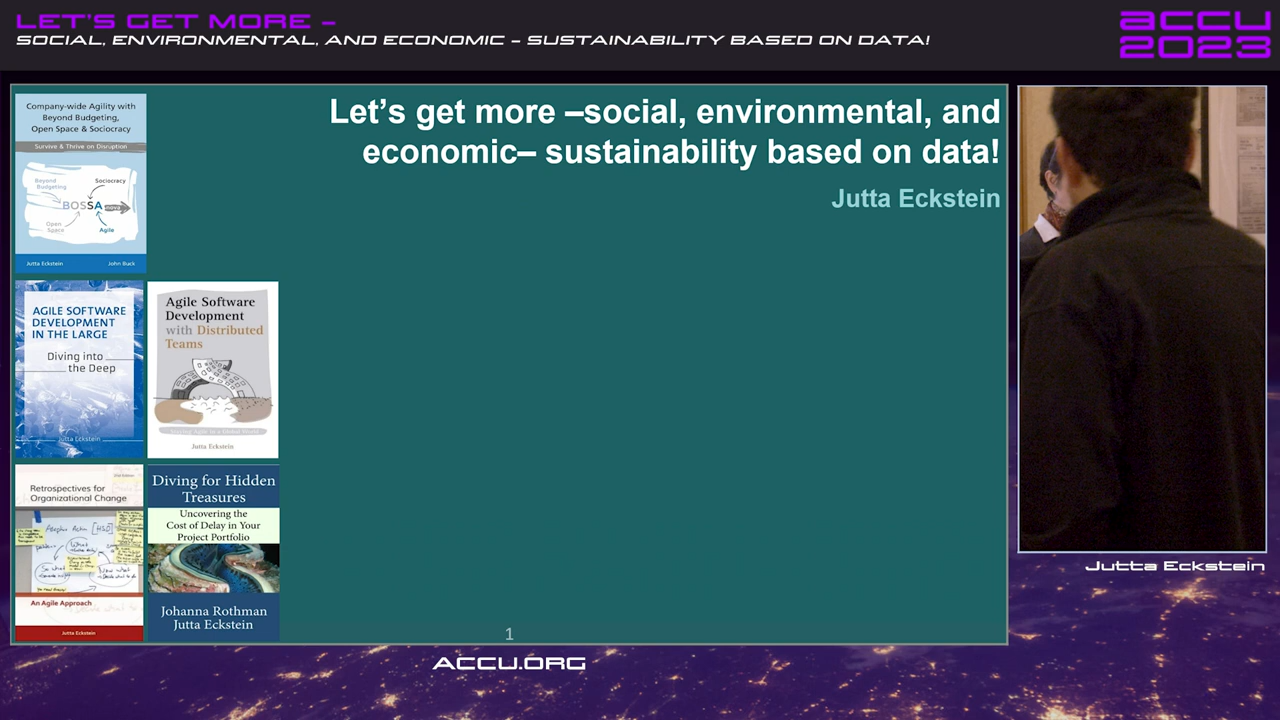 LET'S GET MORE –
SOCIAL, ENVIRONMENTAL, AND ECONOMIC – SUSTAINABILITY BASED ON DATA!
ACCU
2023
Let's get more –social, environmental, and
economic– sustainability based on data!
Jutta Eckstein
Company-wide Agility with
Beyond Budgeting,
Open Space & Sociocracy
Survive & Thrive on Disruption
Beyond
Budgeting
Sociocracy
BOSSA nova
Open
Space
Agile
Jutta Eckstein
John Buck
AGILE SOFTWARE
DEVELOPMENT
IN THE LARGE
Diving into
the Deep
Jutta Eckstein
Agile Software
Development
with Distributed
Teams
Jutta Eckstein
2nd Edition
Retrospectives for
Organizational Change
An Agile Approach
Jutta Eckstein
Diving for Hidden
Treasures
Uncovering the
Cost of Delay in Your
Project Portfolio
Johanna Rothman
Jutta Eckstein
1
Jutta Eckstein
ACCU.ORG